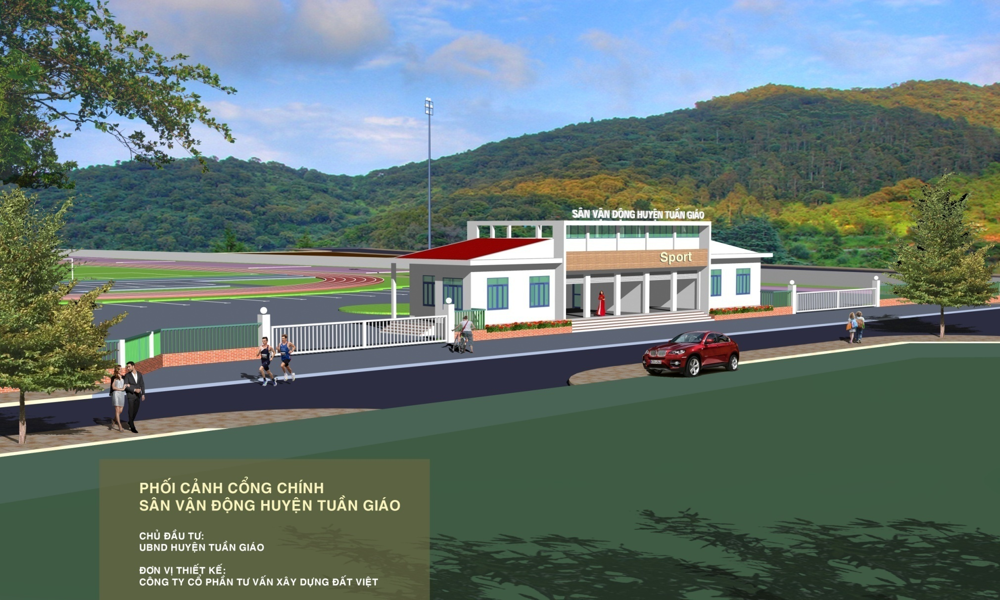 SÂN VẬN ĐỘNG HUYỆN TUẦN GIÁO
Sport
PHỐI CẢNH CỔNG CHÍNH
SÂN VẬN ĐỘNG HUYỆN TUẦN GIÁO
CHỦ ĐẦU TƯ:
UBND HUYỆN TUẦN GIÁO
ĐƠN VỊ THIẾT KẾ:
CÔNG TY CỔ PHẦN TƯ VẤN XÂY DỰNG ĐẤT VIỆT